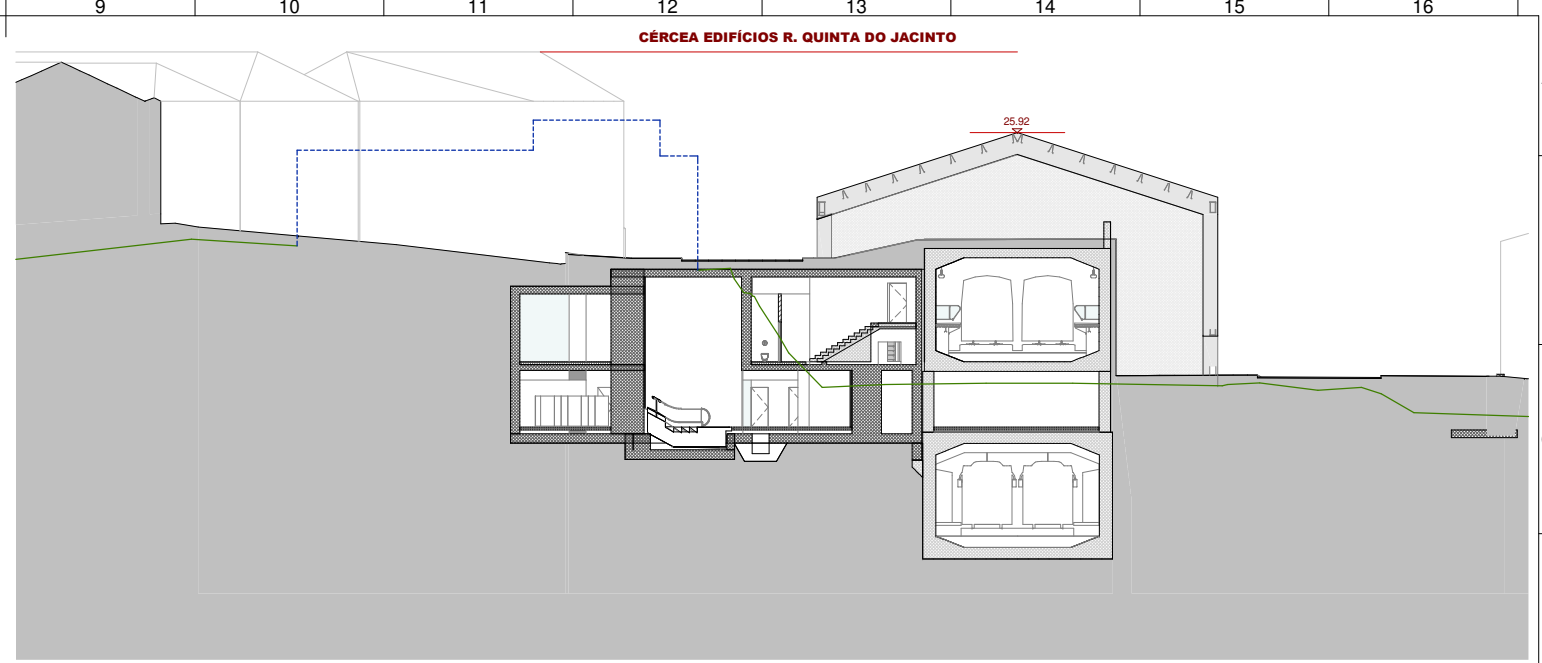 9 10 11 12 13 14 15 16
CÉRCEA EDIFÍCIOS R. QUINTA DO JACINTO
25.92